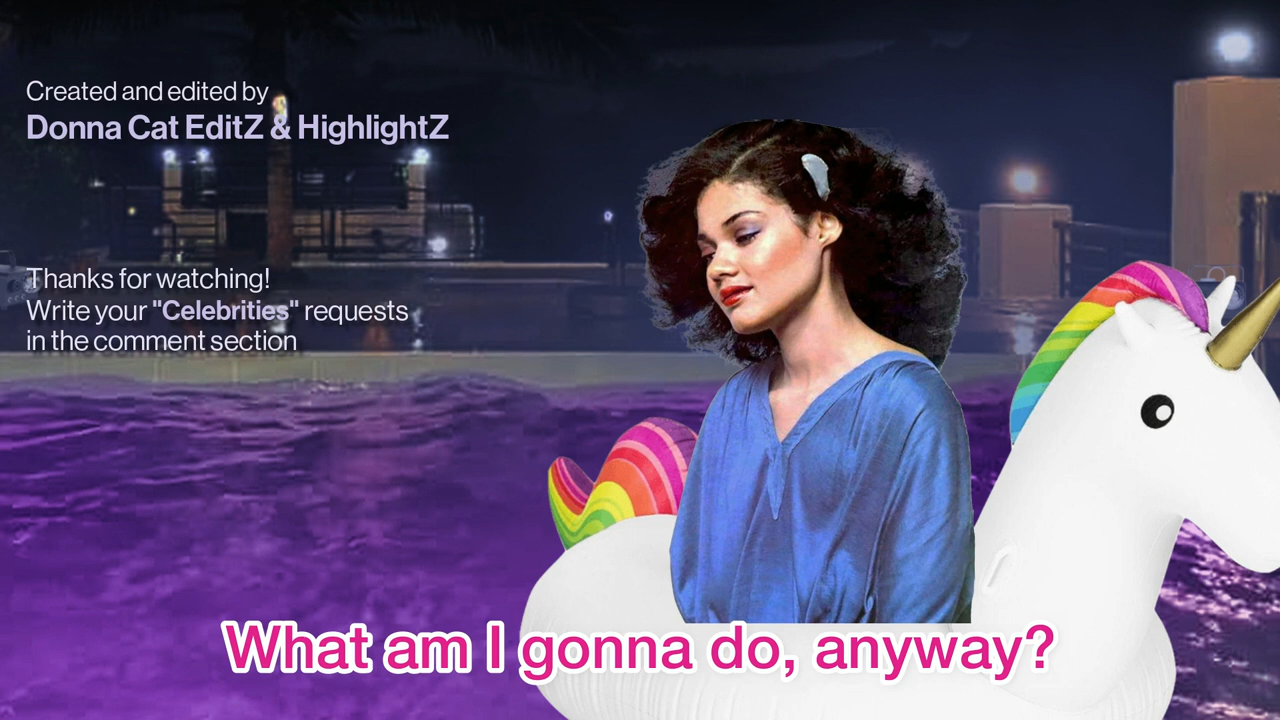 Created and edited by
Donna Cat EditZ & HighlightZ
Thanks for watching!
Write your "Celebrities" requests
in the comment section
What am I gonna do, anyway?